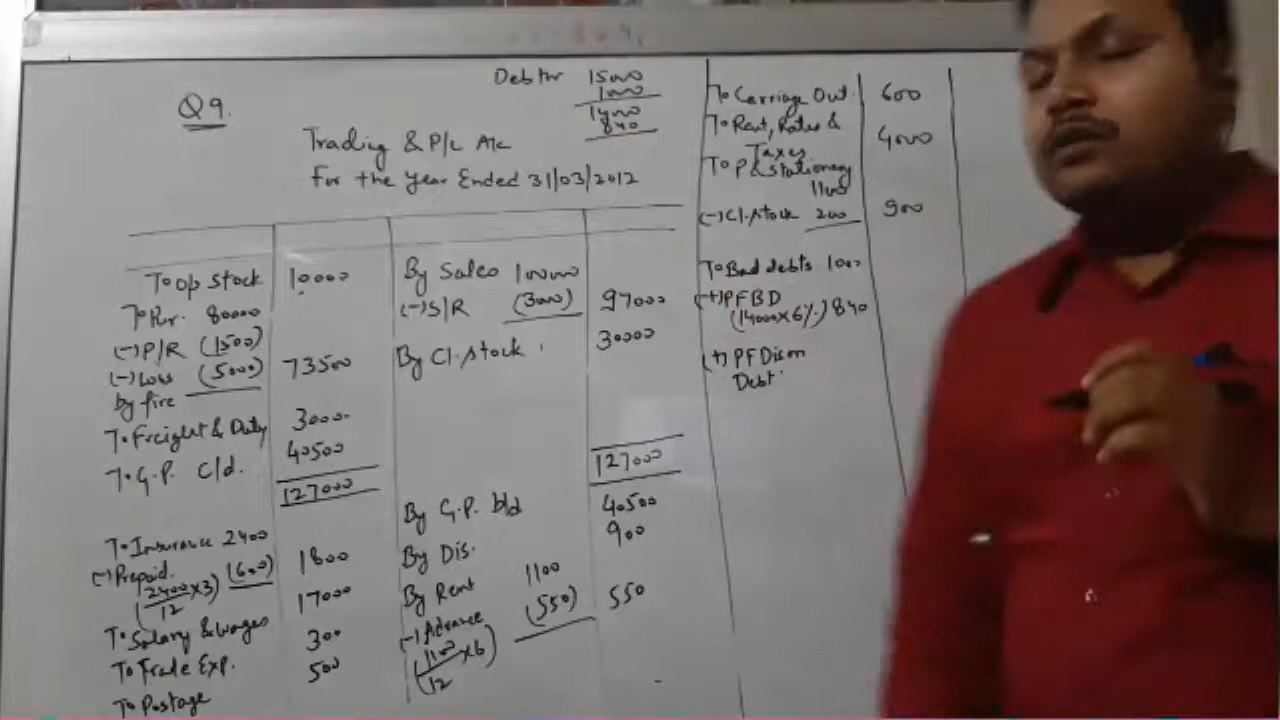 Q9.
Debtor 15000
1000
14000
840
Trading & P/L A/c
for the year Ended 31/03/2012
To op stock 10000
To Pur. 80000
(-) P/R (1500)
(-) Loss (5000) 73500
by fire
To Freight & Duty 3000
To G.P. c/d. 40500
127000
To Insurance 2400
(-) Prepaid (600) 1800
(2400/12 x3)
To Salary & wages 17000
To Trade Exp. 300
To Postage 500
By Sales 100000
(-) S/R (3000) 97000
By Cl. stock 30000
127000
By G.P. b/d 40500
By Dis. 900
By Rent 1100
(-) Advance (550) 550
(1100/12 x6)
To Carriage Out. 600
To Rent, Rates &
Taxes 4000
To P & stationery
1100
(-) Cl. stock 200 900
To Bad debts 1000
(+) PFBD
(14000x6%) 840
(+) PF Dis on
Debt.